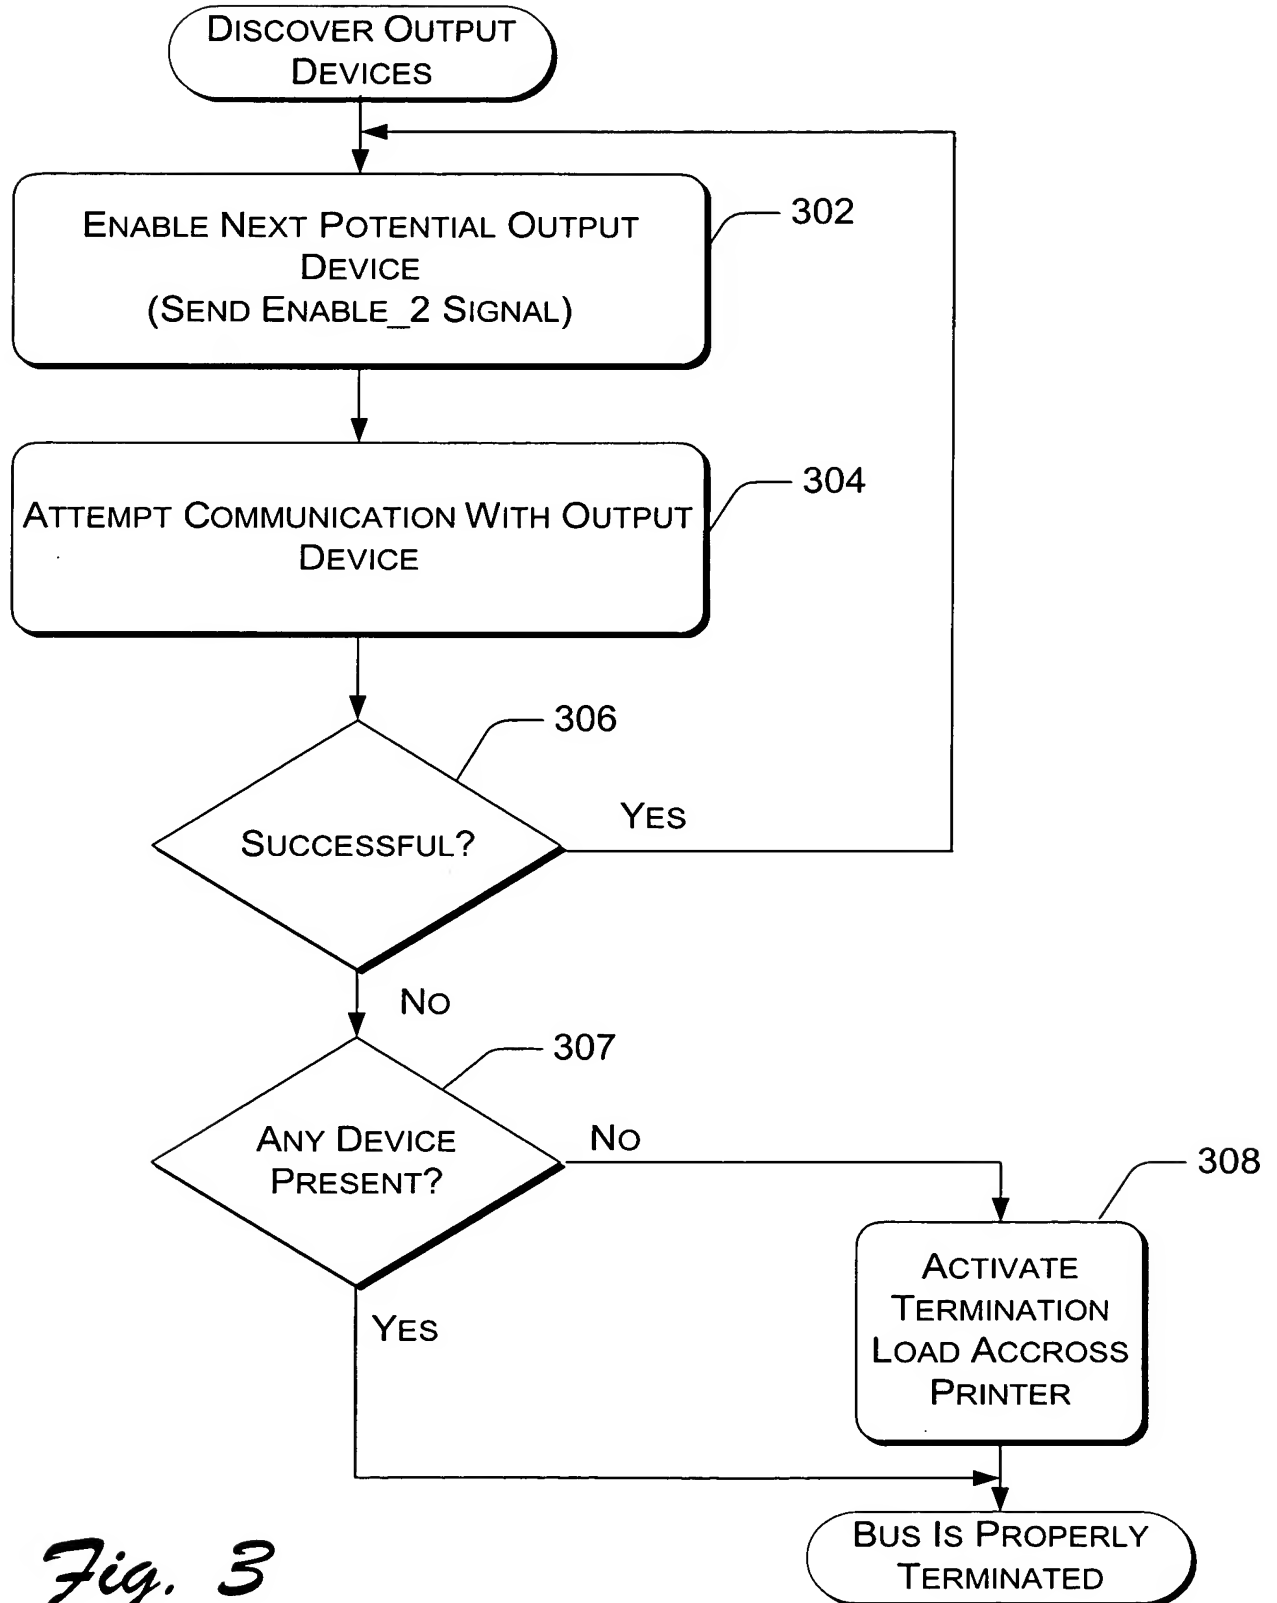 DISCOVER OUTPUT
DEVICES
ENABLE NEXT POTENTIAL OUTPUT
DEVICE
(SEND ENABLE_2 SIGNAL)
302
ATTEMPT COMMUNICATION WITH OUTPUT
DEVICE
304
SUCCESSFUL?
306
YES
NO
ANY DEVICE
PRESENT?
307
NO
YES
ACTIVATE
TERMINATION
LOAD ACCROSS
PRINTER
308
BUS IS PROPERLY
TERMINATED
Fig. 3